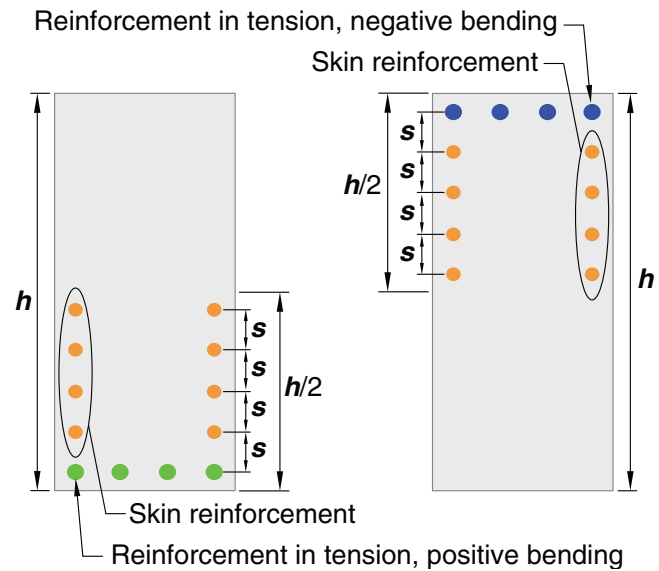 Reinforcement in tension, negative bending
Skin reinforcement
h
s
s
s
s
h/2
Skin reinforcement
Reinforcement in tension, positive bending
h/2
s
s
s
s
h